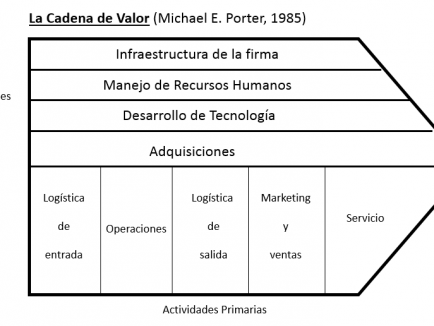 La Cadena de Valor (Michael E. Porter, 1985)
Infraestructura de la firma
es
Manejo de Recursos Humanos
Desarrollo de Tecnología
Adquisiciones
Logística
de
entrada
Operaciones
Logística
de
salida
Marketing
y
ventas
Servicio
Actividades Primarias